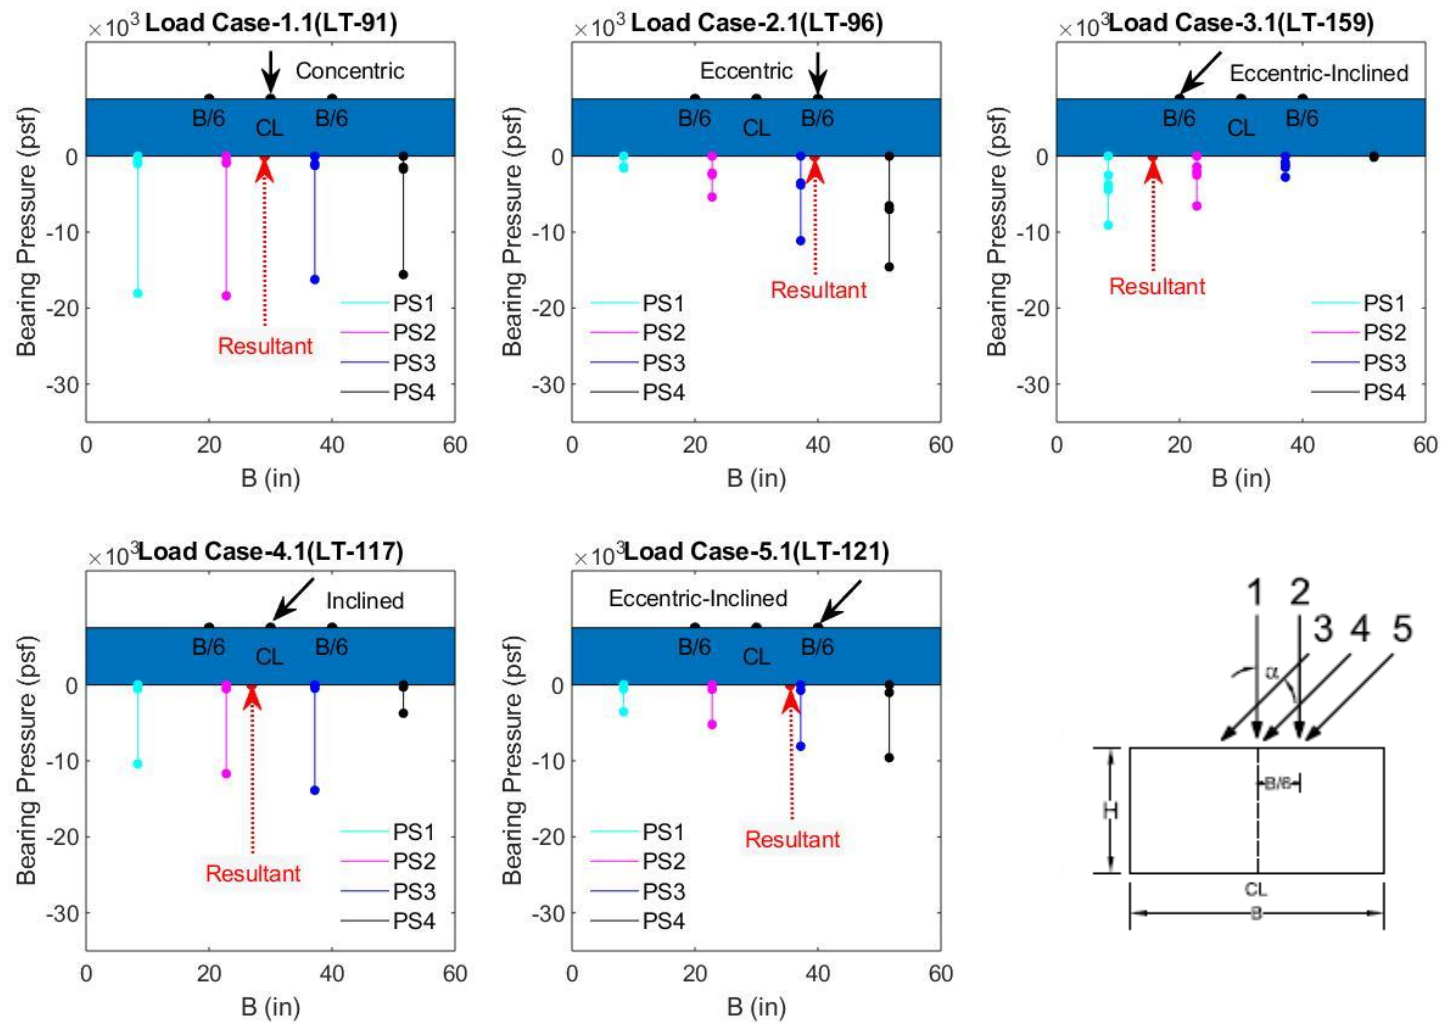 ×10³ Load Case-1.1(LT-91)
Concentric
B/6 CL B/6
0
-10
-20
-30
Bearing Pressure (psf)
Resultant
PS1
PS2
PS3
PS4
0 20 40 60
B (in)
×10³ Load Case-2.1(LT-96)
Eccentric
B/6 CL B/6
0
-10
-20
-30
Bearing Pressure (psf)
Resultant
PS1
PS2
PS3
PS4
0 20 40 60
B (in)
×10³ Load Case-3.1(LT-159)
Eccentric-Inclined
B/6 CL B/6
0
-10
-20
-30
Bearing Pressure (psf)
Resultant
PS1
PS2
PS3
PS4
0 20 40 60
B (in)
×10³ Load Case-4.1(LT-117)
Inclined
B/6 CL B/6
0
-10
-20
-30
Bearing Pressure (psf)
Resultant
PS1
PS2
PS3
PS4
0 20 40 60
B (in)
×10³ Load Case-5.1(LT-121)
Eccentric-Inclined
B/6 CL B/6
0
-10
-20
-30
Bearing Pressure (psf)
Resultant
PS1
PS2
PS3
PS4
0 20 40 60
B (in)
1 2
3 4 5
α
B/6
H
CL
B